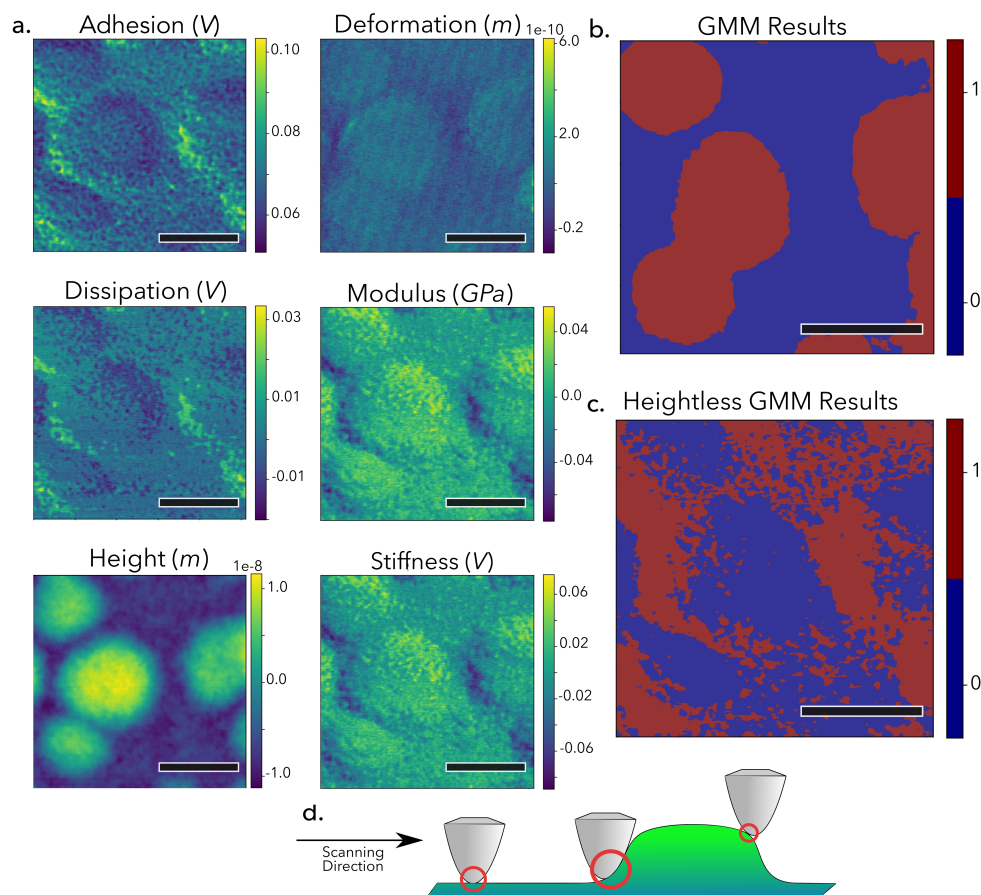 a.
Adhesion (V)
0.10
0.08
0.06
Deformation (m)
1e-10
6.0
2.0
-0.2
Dissipation (V)
0.03
0.01
-0.01
Modulus (GPa)
0.04
0.0
-0.04
Height (m)
1e-8
1.0
0.0
-1.0
Stiffness (V)
0.06
0.02
-0.02
-0.06
b.
GMM Results
1
0
c.
Heightless GMM Results
1
0
d.
Scanning
Direction